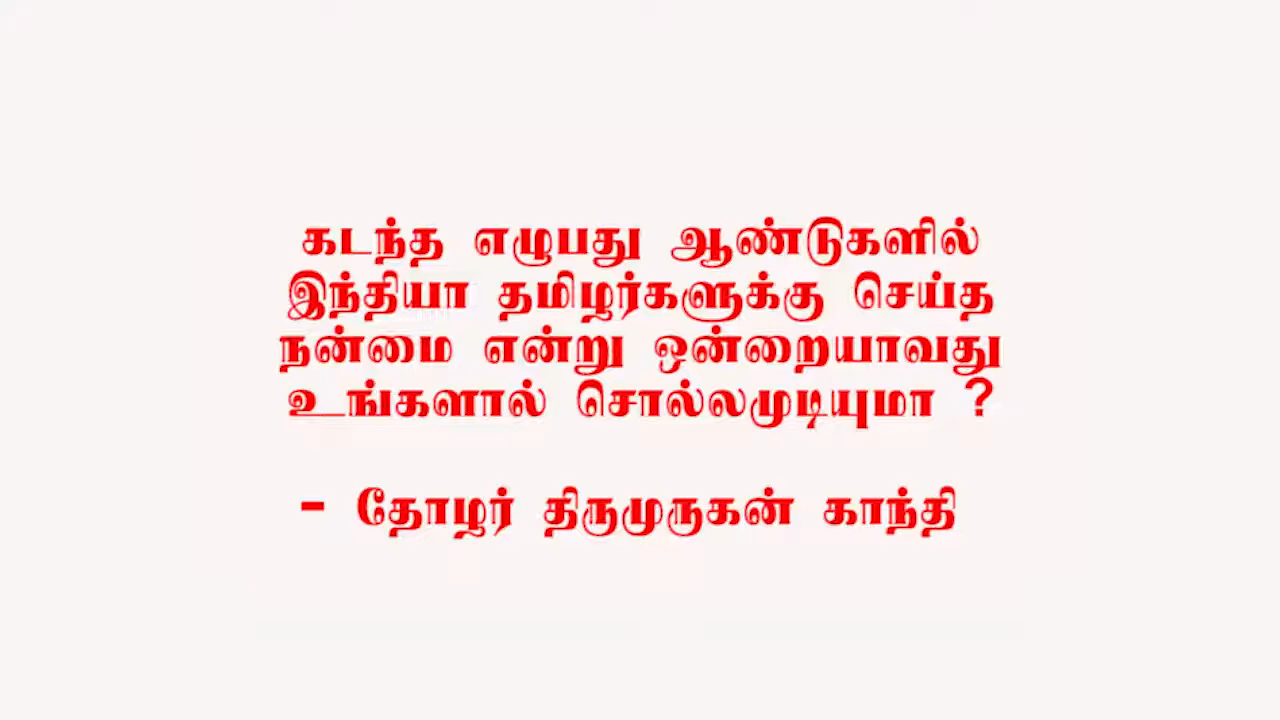 கடந்த எழுபது ஆண்டுகளில்
இந்தியா தமிழர்களுக்கு செய்த
நன்மை என்று ஒன்றையாவது
உங்களால் சொல்லமுடியுமா ?
- தோழர் திருமுருகன் காந்தி